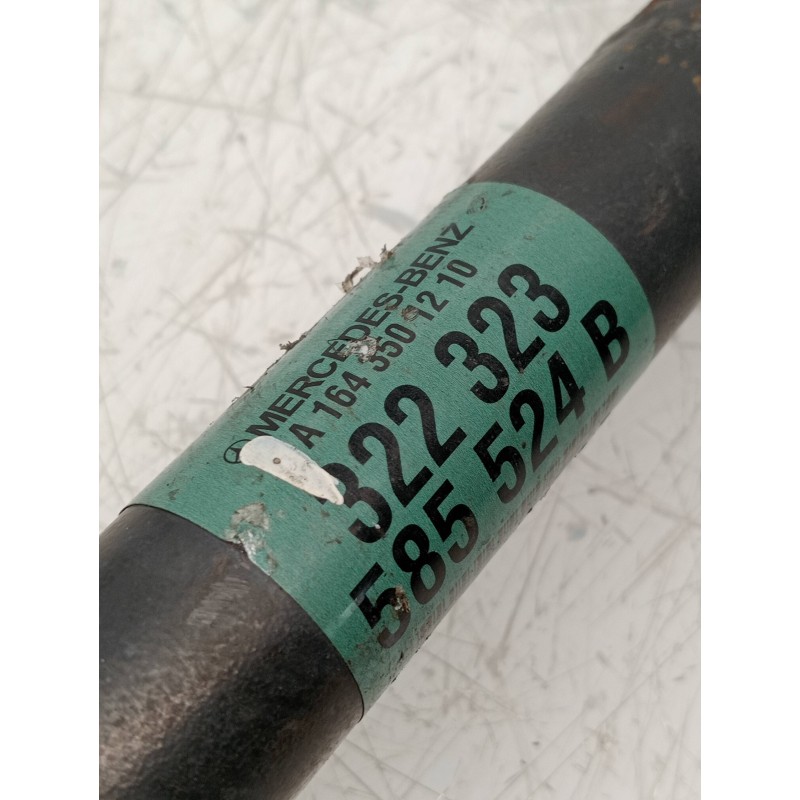 MERCEDES-BENZ
A 164 350 12 10
322 323
585 524 B